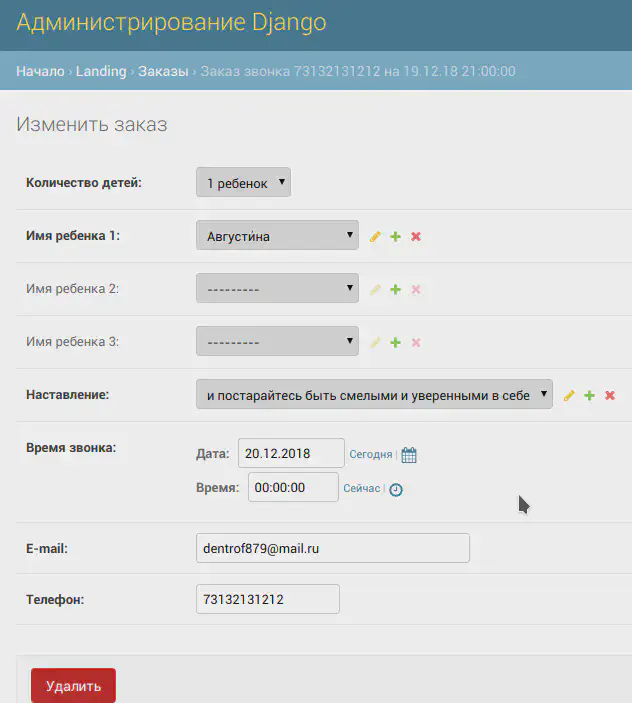 Администрирование Django
Начало › Landing › Заказы › Заказ звонка 73132131212 на 19.12.18 21:00:00
Изменить заказ
Количество детей: 1 ребенок
Имя ребенка 1: Августина
Имя ребенка 2: ---------
Имя ребенка 3: ---------
Наставление: и постарайтесь быть смелыми и уверенными в себе
Время звонка: Дата: 20.12.2018 Сегодня |
Время: 00:00:00 Сейчас |
E-mail: dentrof879@mail.ru
Телефон: 73132131212
Удалить